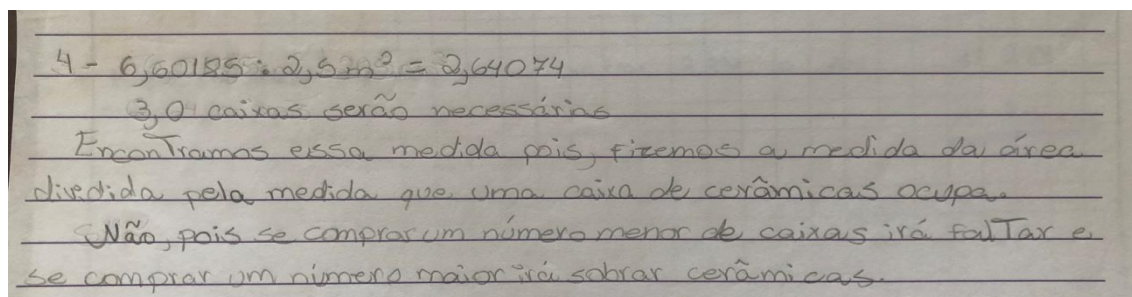 4 - 6,60185 : 2,5 m² = 2,64074
3,0 caixas serão necessárias
Encontramos essa medida pois, fizemos a medida da área
divedida pela medida que uma caixa de cerâmicas ocupa.
Não, pois se comprar um número menor de caixas irá faltar e
se comprar um número maior irá sobrar cerâmicas.